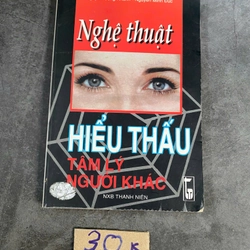 Nghệ thuật
HIỂU THẤU
TÂM LÝ
NGƯỜI KHÁC
NXB THANH NIÊN
30K